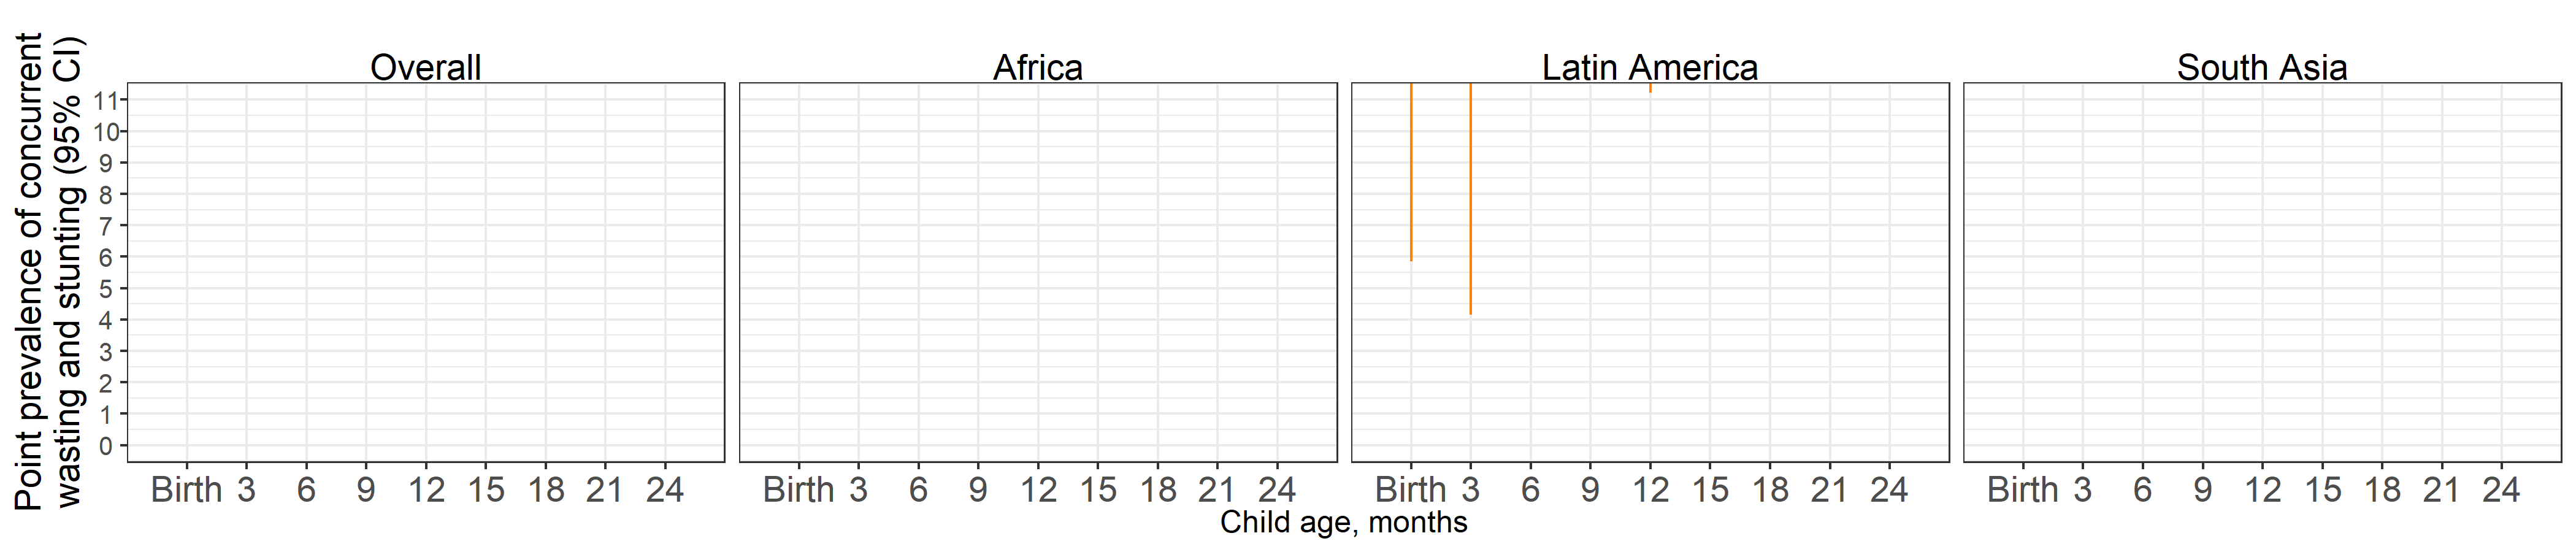 Point prevalence of concurrent
wasting and stunting (95% CI)
Overall
Africa
Latin America
South Asia
11
10
9
8
7
6
5
4
3
2
1
0
Birth 3 6 9 12 15 18 21 24
Birth 3 6 9 12 15 18 21 24
Birth 3 6 9 12 15 18 21 24
Birth 3 6 9 12 15 18 21 24
Child age, months